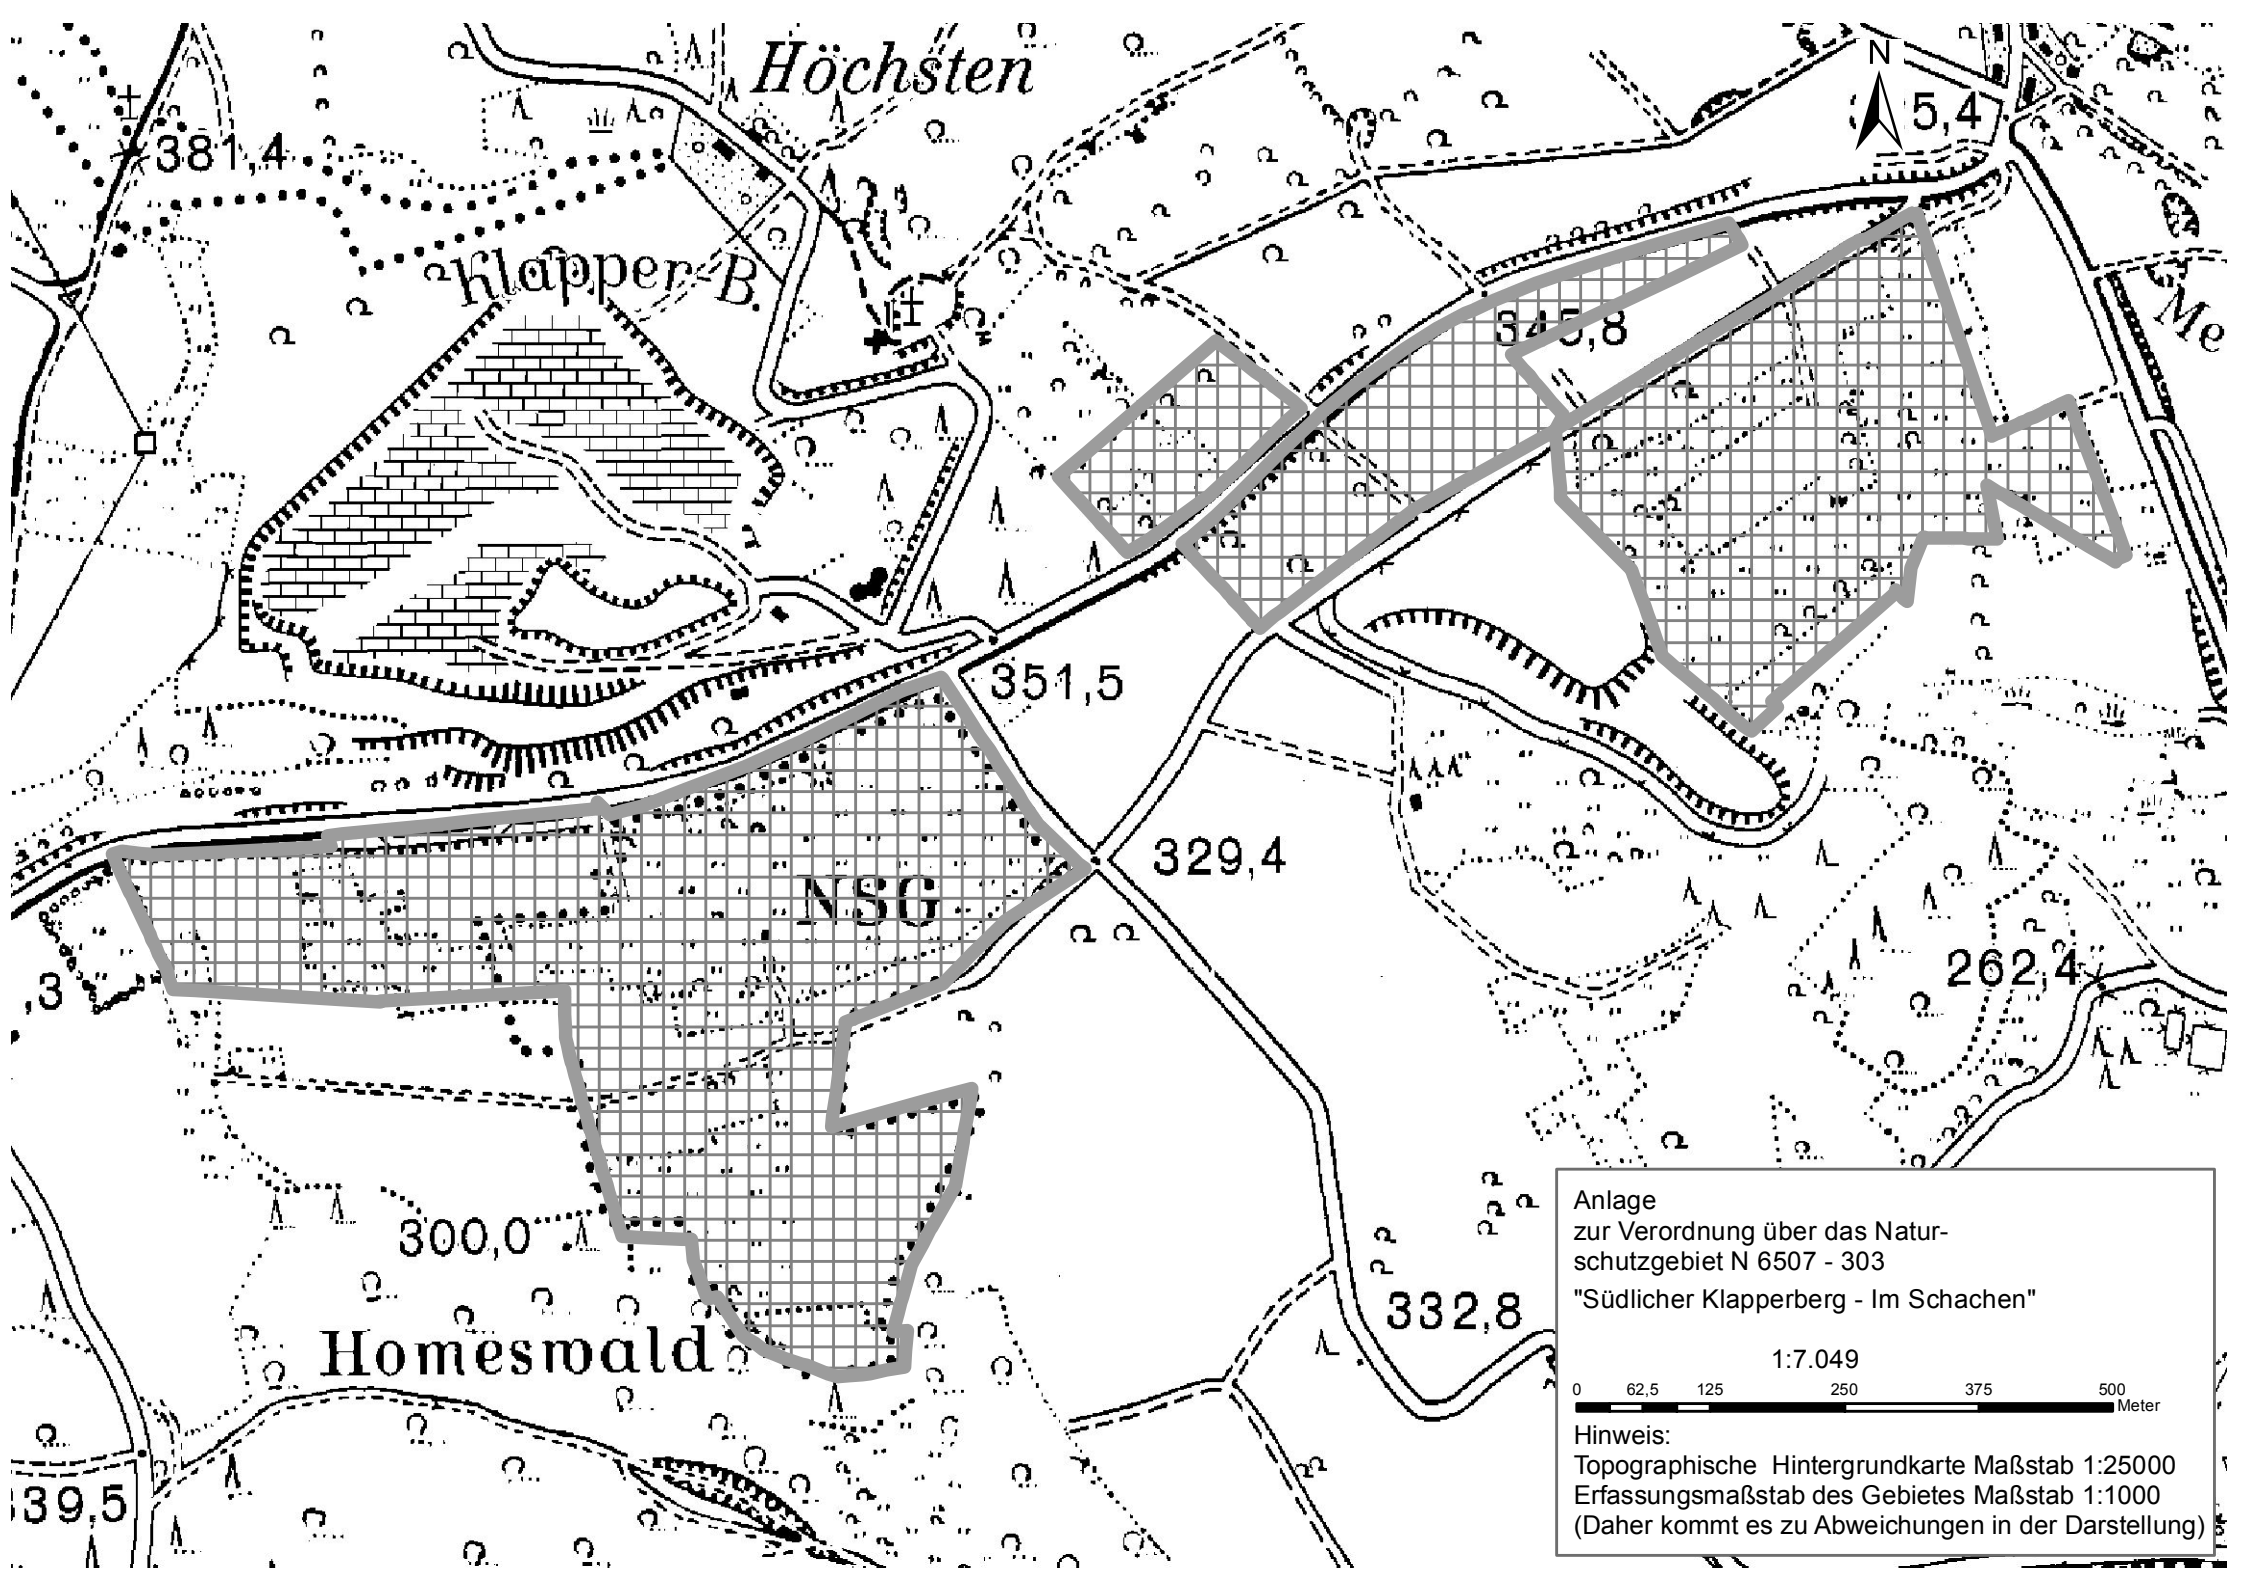 Höchsten
N
5,4
381,4
Klapper-B.
345,8
Me
351,5
329,4
NSG
262,4
,3
300,0
Homeswald
332,8
39,5
Anlage
zur Verordnung über das Natur-
schutzgebiet N 6507 - 303
"Südlicher Klapperberg - Im Schachen"
1:7.049
0 62,5 125 250 375 500
Meter
Hinweis:
Topographische Hintergrundkarte Maßstab 1:25000
Erfassungsmaßstab des Gebietes Maßstab 1:1000
(Daher kommt es zu Abweichungen in der Darstellung)